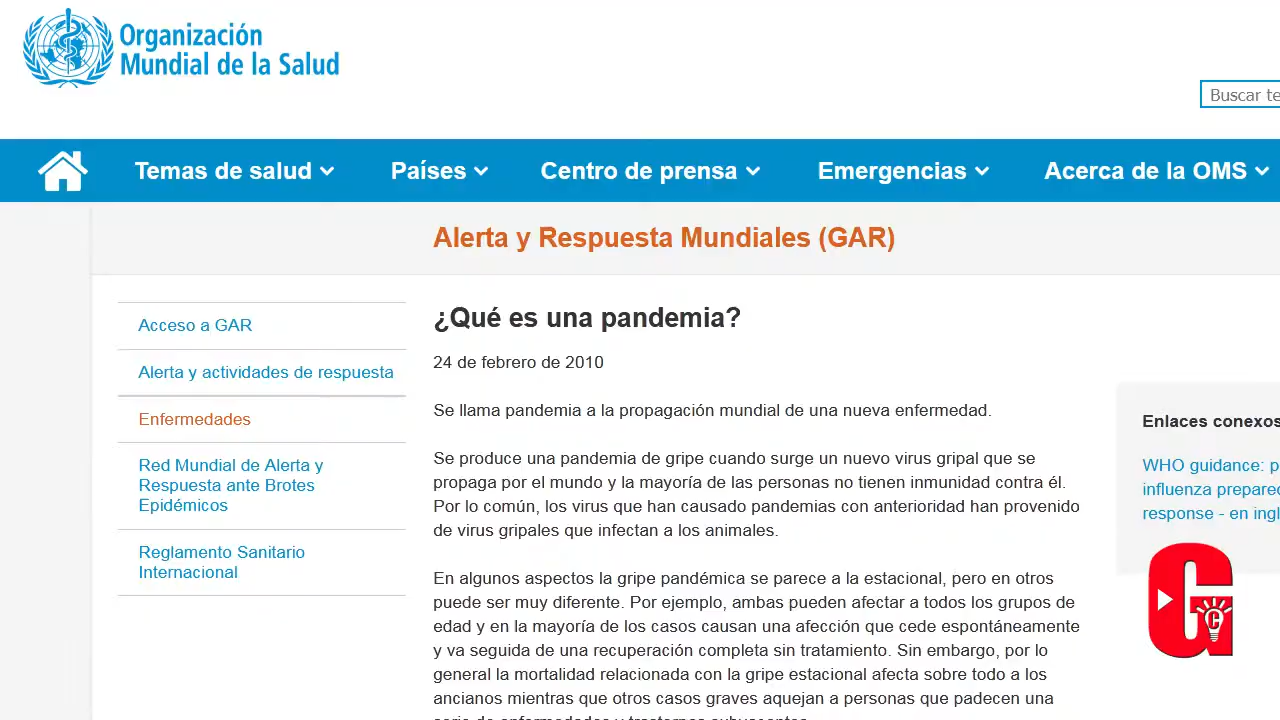 Organización
Mundial de la Salud
Buscar te
Temas de salud
Países
Centro de prensa
Emergencias
Acerca de la OMS
Alerta y Respuesta Mundiales (GAR)
Acceso a GAR
Alerta y actividades de respuesta
Enfermedades
Red Mundial de Alerta y
Respuesta ante Brotes
Epidémicos
Reglamento Sanitario
Internacional
¿Qué es una pandemia?
24 de febrero de 2010
Se llama pandemia a la propagación mundial de una nueva enfermedad.
Se produce una pandemia de gripe cuando surge un nuevo virus gripal que se
propaga por el mundo y la mayoría de las personas no tienen inmunidad contra él.
Por lo común, los virus que han causado pandemias con anterioridad han provenido
de virus gripales que infectan a los animales.
En algunos aspectos la gripe pandémica se parece a la estacional, pero en otros
puede ser muy diferente. Por ejemplo, ambas pueden afectar a todos los grupos de
edad y en la mayoría de los casos causan una afección que cede espontáneamente
y va seguida de una recuperación completa sin tratamiento. Sin embargo, por lo
general la mortalidad relacionada con la gripe estacional afecta sobre todo a los
ancianos mientras que otros casos graves aquejan a personas que padecen una
Enlaces conexos
WHO guidance: p
influenza prepared
response - en ingl
G
C